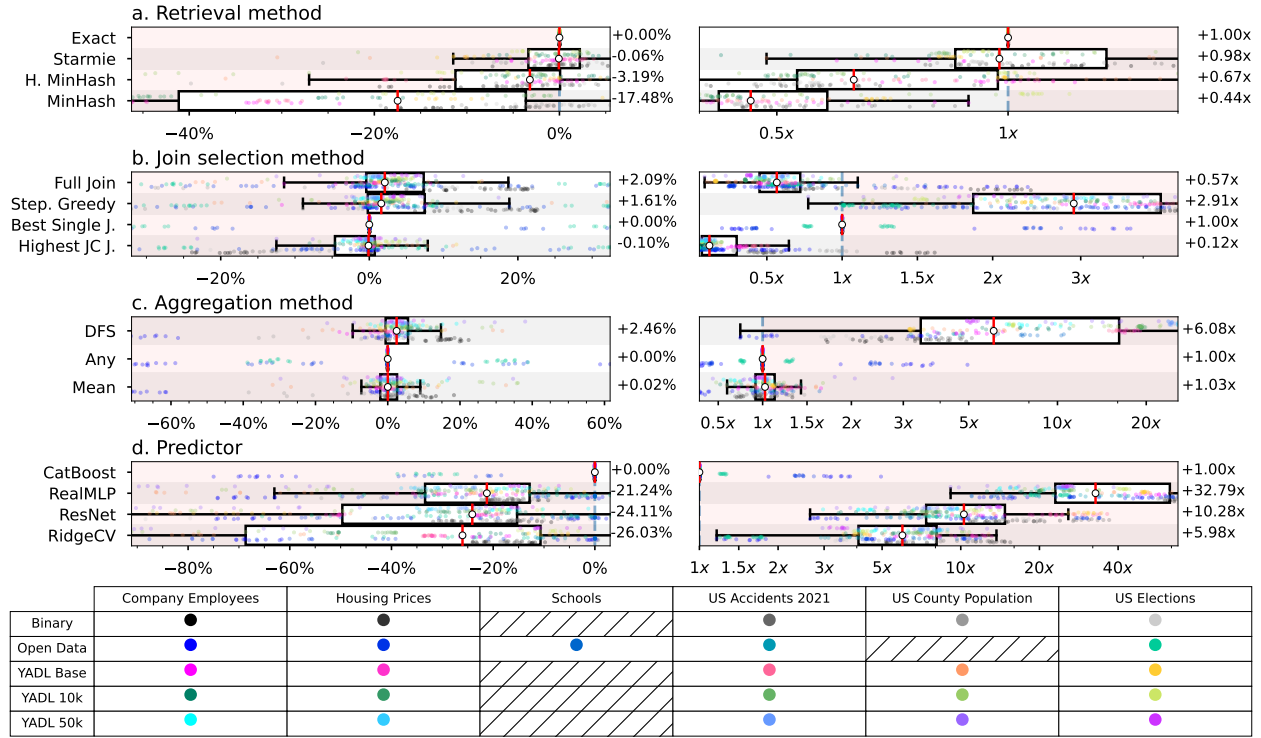 a. Retrieval method
Exact +0.00% +1.00x
Starmie -0.06% +0.98x
H. MinHash -3.19% +0.67x
MinHash -17.48% +0.44x
−40% −20% 0% 0.5x 1x
b. Join selection method
Full Join +2.09% +0.57x
Step. Greedy +1.61% +2.91x
Best Single J. +0.00% +1.00x
Highest JC J. -0.10% +0.12x
−20% 0% 20% 0.5x 1x 1.5x 2x 3x
c. Aggregation method
DFS +2.46% +6.08x
Any +0.00% +1.00x
Mean +0.02% +1.03x
−60% −40% −20% 0% 20% 40% 60% 0.5x 1x 1.5x 2x 3x 5x 10x 20x
d. Predictor
CatBoost +0.00% +1.00x
RealMLP -21.24% +32.79x
ResNet -24.11% +10.28x
RidgeCV -26.03% +5.98x
−80% −60% −40% −20% 0% 1x 1.5x 2x 3x 5x 10x 20x 40x
Company Employees Housing Prices Schools US Accidents 2021 US County Population US Elections
Binary
Open Data
YADL Base
YADL 10k
YADL 50k